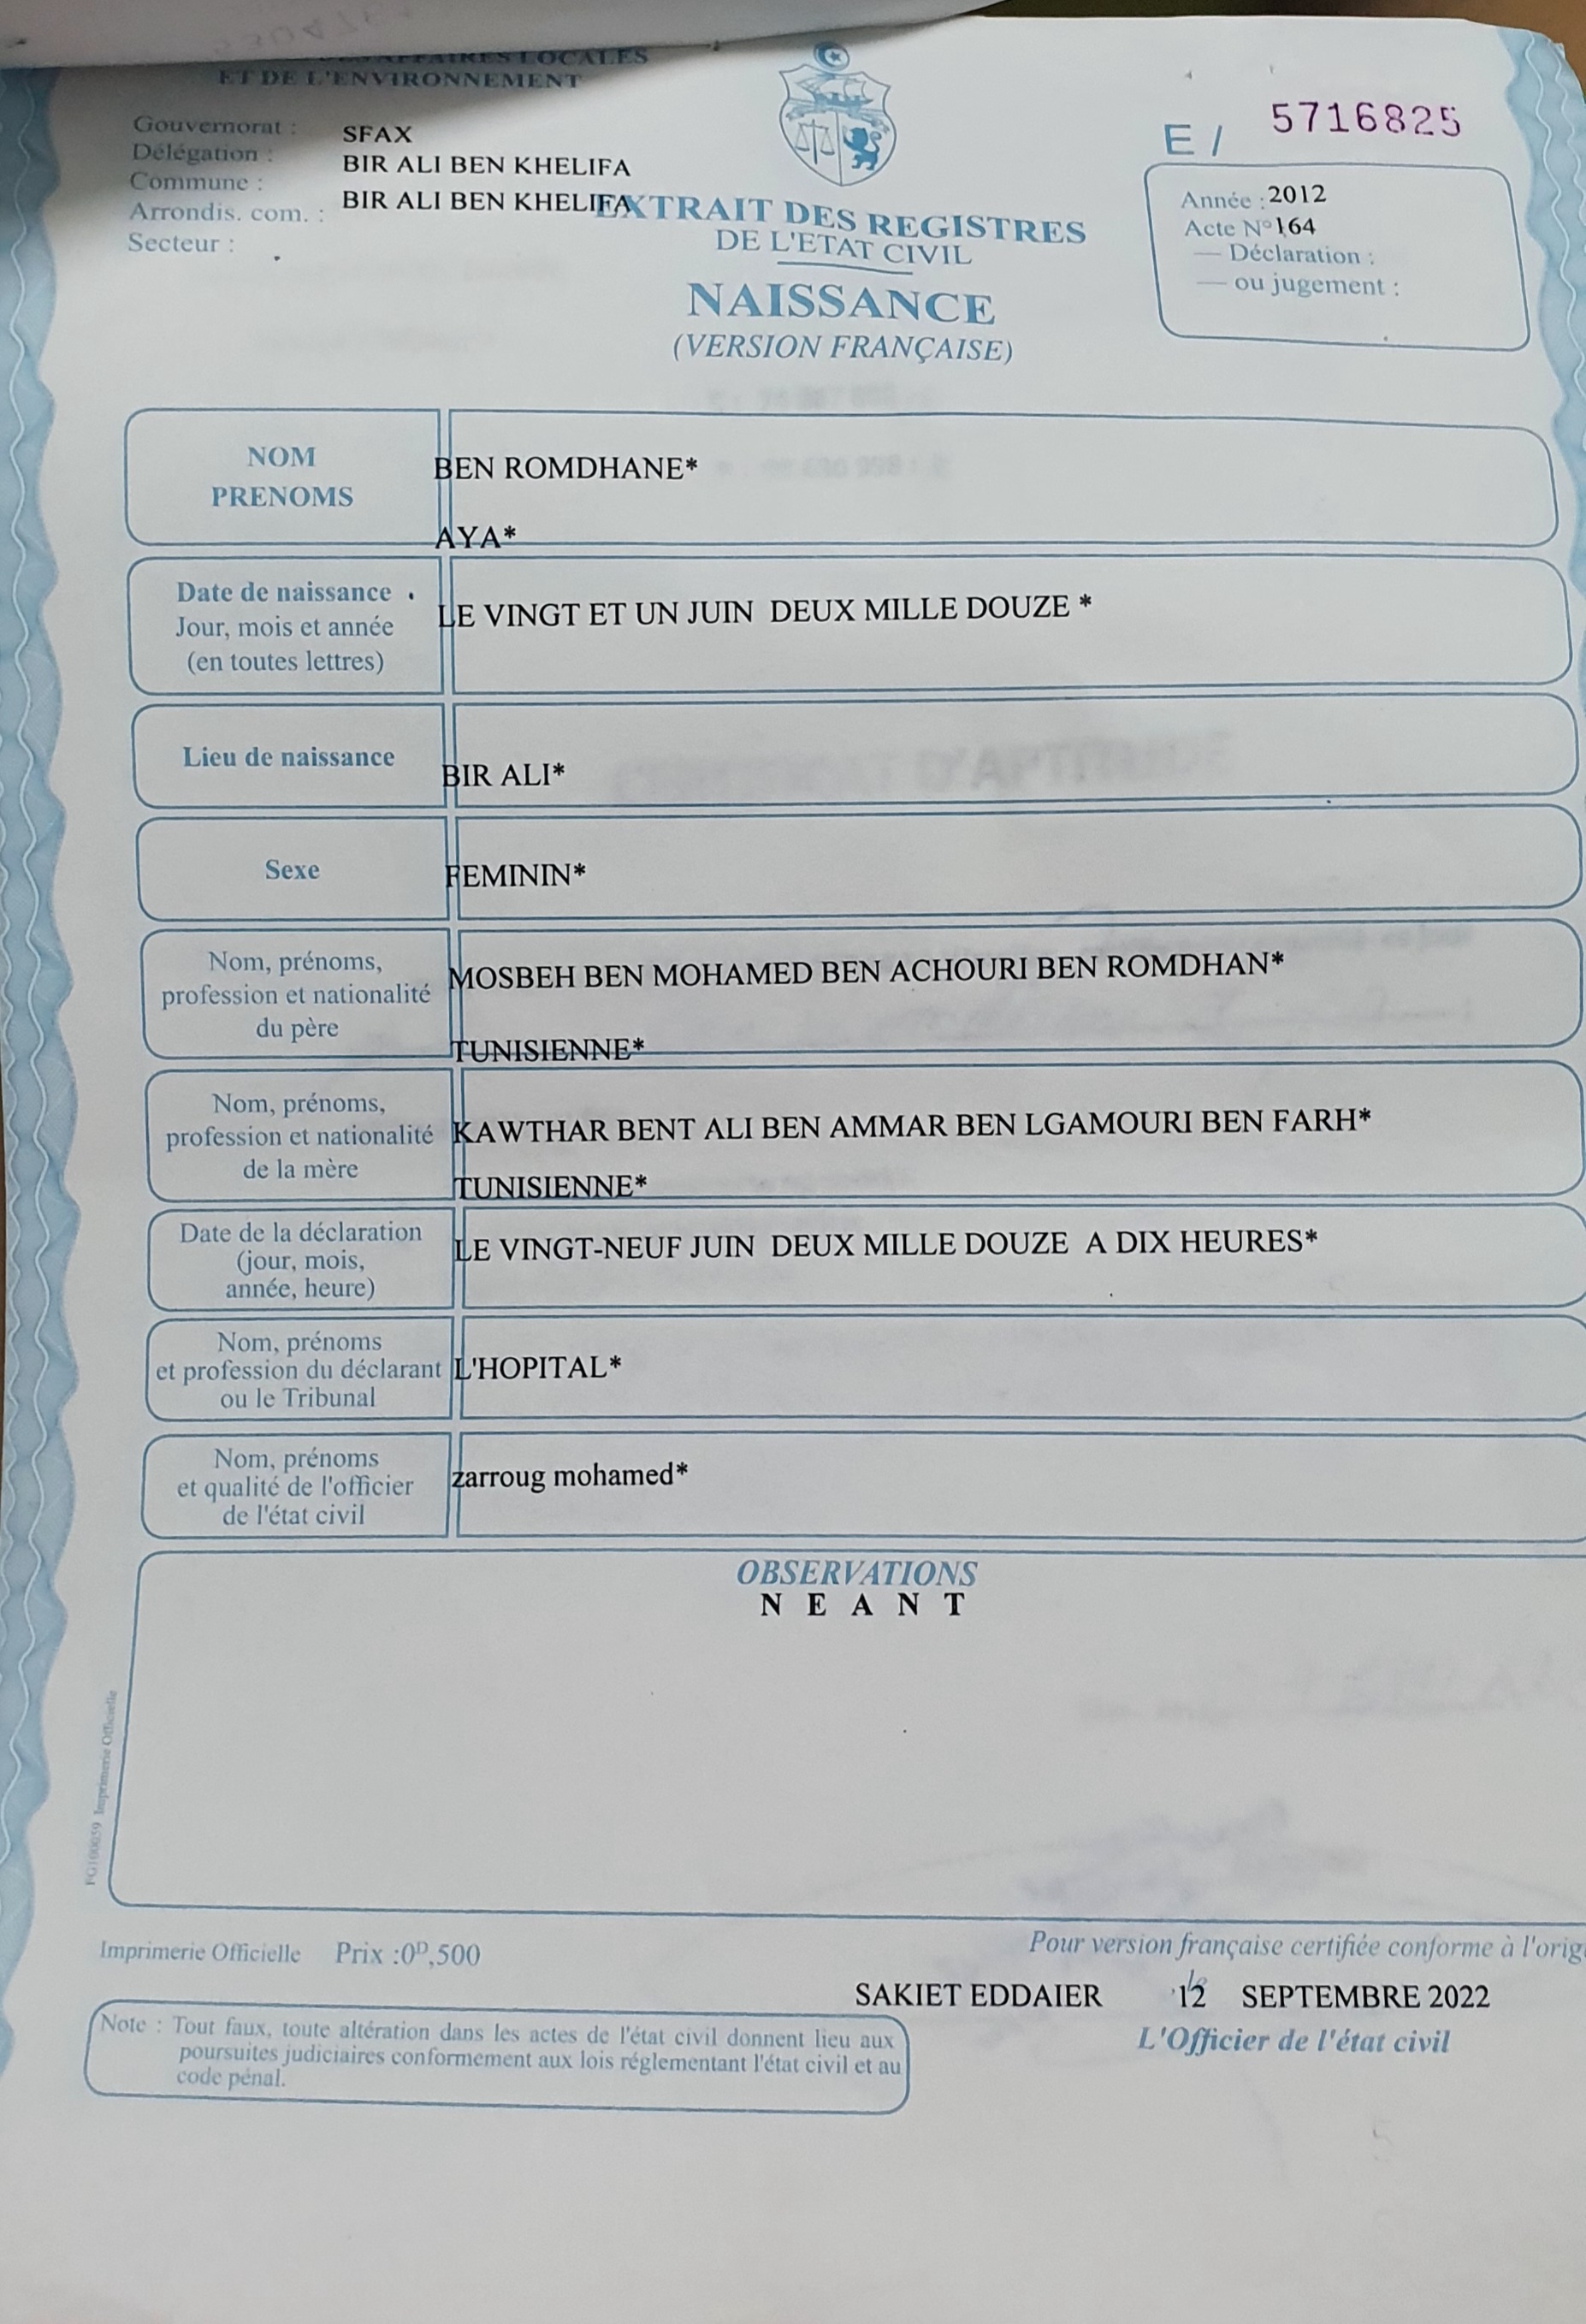 DES AFFAIRES LOCALES
ET DE L'ENVIRONNEMENT
Gouvernorat : SFAX
Délégation : BIR ALI BEN KHELIFA
Commune :
Arrondis. com. : BIR ALI BEN KHELIFA
Secteur :
E / 5716825
EXTRAIT DES REGISTRES
DE L'ETAT CIVIL
NAISSANCE
(VERSION FRANÇAISE)
Année : 2012
Acte N° 164
— Déclaration :
— ou jugement :
NOM BEN ROMDHANE*
PRENOMS AYA*
Date de naissance
Jour, mois et année
(en toutes lettres)
LE VINGT ET UN JUIN DEUX MILLE DOUZE *
Lieu de naissance
BIR ALI*
Sexe
FEMININ*
Nom, prénoms,
profession et nationalité
du père
MOSBEH BEN MOHAMED BEN ACHOURI BEN ROMDHAN*
TUNISIENNE*
Nom, prénoms,
profession et nationalité
de la mère
KAWTHAR BENT ALI BEN AMMAR BEN LGAMOURI BEN FARH*
TUNISIENNE*
Date de la déclaration
(jour, mois,
année, heure)
LE VINGT-NEUF JUIN DEUX MILLE DOUZE A DIX HEURES*
Nom, prénoms
et profession du déclarant
ou le Tribunal
L'HOPITAL*
Nom, prénoms
et qualité de l'officier
de l'état civil
zarroug mohamed*
OBSERVATIONS
N E A N T
Imprimerie Officielle
Imprimerie Officielle Prix :0ᴰ,500
Pour version française certifiée conforme à l'orig
SAKIET EDDAIER le 12 SEPTEMBRE 2022
L'Officier de l'état civil
Note : Tout faux, toute altération dans les actes de l'état civil donnent lieu aux
poursuites judiciaires conformement aux lois réglementant l'état civil et au
code pénal.